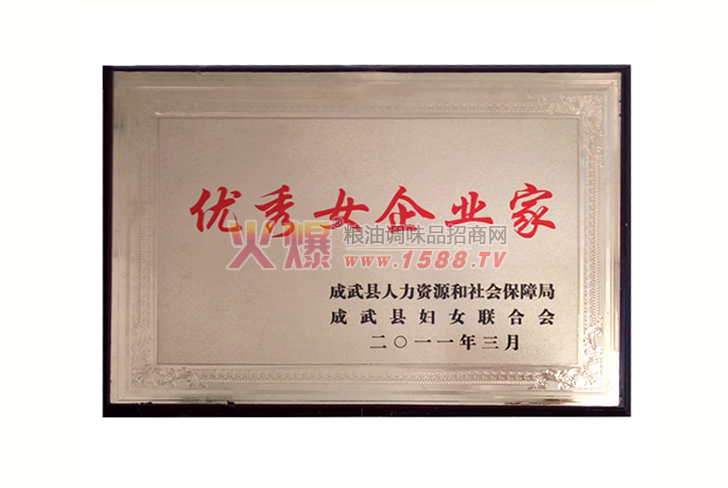 优秀女企业家
火爆®粮油调味品招商网
www.1588.TV
成武县人力资源和社会保障局
成武县妇女联合会
二〇一一年三月